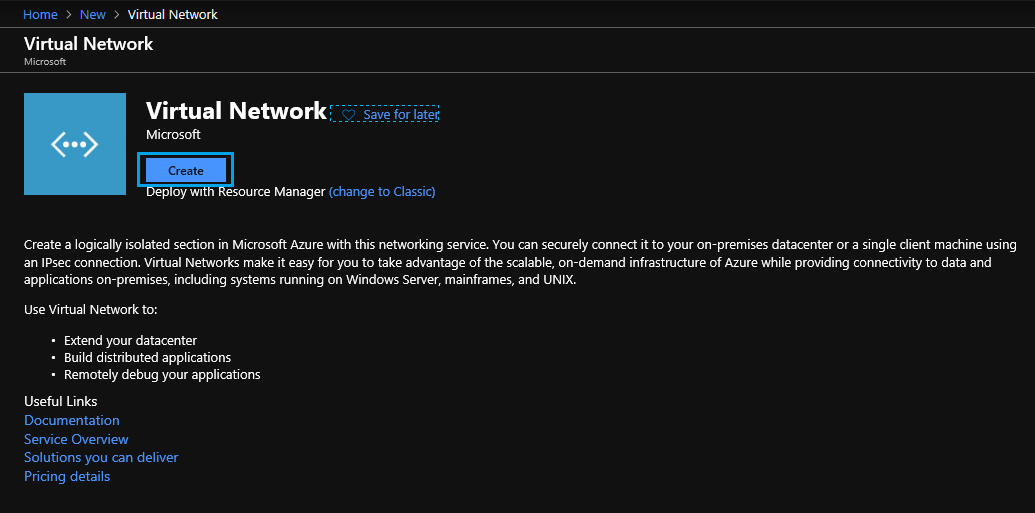 Home > New > Virtual Network
Virtual Network
Microsoft
Virtual Network Save for later
Microsoft
Create
Deploy with Resource Manager (change to Classic)
Create a logically isolated section in Microsoft Azure with this networking service. You can securely connect it to your on-premises datacenter or a single client machine using
an IPsec connection. Virtual Networks make it easy for you to take advantage of the scalable, on-demand infrastructure of Azure while providing connectivity to data and
applications on-premises, including systems running on Windows Server, mainframes, and UNIX.
Use Virtual Network to:
• Extend your datacenter
• Build distributed applications
• Remotely debug your applications
Useful Links
Documentation
Service Overview
Solutions you can deliver
Pricing details